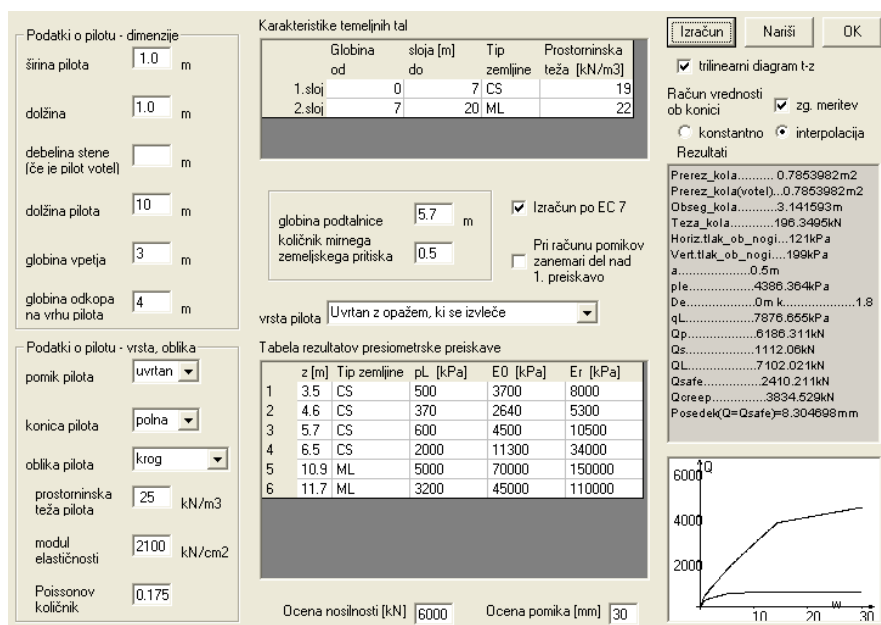 Podatki o pilotu - dimenzije
širina pilota 1.0 m
dolžina 1.0 m
debelina stene
(če je pilot votel) m
dolžina pilota 10 m
globina vpetja 3 m
globina odkopa
na vrhu pilota 4 m
Podatki o pilotu - vrsta, oblika
pomik pilota uvrtan
konica pilota polna
oblika pilota krog
prostorninska
teža pilota 25 kN/m3
modul
elastičnosti 2100 kN/cm2
Poissonov
količnik 0.175
Karakteristike temeljnih tal
Globina sloja [m] Tip Prostorninska
od do zemljine teža [kN/m3]
1.sloj 0 7 CS 19
2.sloj 7 20 ML 22
globina podtalnice 5.7 m
količnik mirnega
zemeljskega pritiska 0.5
Izračun po EC 7
Pri računu pomikov
zanemari del nad
1. preiskavo
vrsta pilota Uvrtan z opažem, ki se izvleče
Tabela rezultatov presiometrske preiskave
z [m] Tip zemljine pL [kPa] E0 [kPa] Er [kPa]
1 3.5 CS 500 3700 8000
2 4.6 CS 370 2640 5300
3 5.7 CS 600 4500 10500
4 6.5 CS 2000 11300 34000
5 10.9 ML 5000 70000 150000
6 11.7 ML 3200 45000 110000
Ocena nosilnosti [kN] 6000 Ocena pomika [mm] 30
Izračun Nariši OK
trilinearni diagram t-z
Račun vrednosti
ob konici zg. meritev
konstantno interpolacija
Rezultati
Prerez_kola.......... 0.7853982m2
Prerez_kola(votel)...0.7853982m2
Obseg_kola..........3.141593m
Teza_kola............196.3495kN
Horiz.tlak_ob_nogi...121kPa
Vert.tlak_ob_nogi....199kPa
a................0.5m
ple...................4386.364kPa
De...................0m k................1.8
qL...................7876.655kPa
Qp...................6186.311kN
Qs...................1112.06kN
QL...................7102.021kN
Qsafe................2410.211kN
Qcreep...............3834.529kN
Posedek(Q=Qsafe)=8.304698mm
6000 Q
4000
2000
w
10 20 30